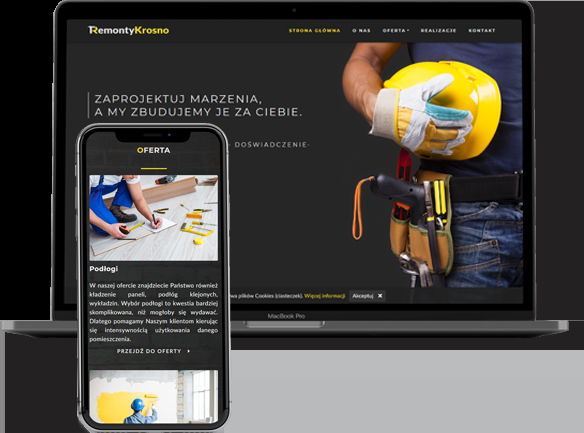 RemontyKrosno
STRONA GŁÓWNA O NAS OFERTA REALIZACJE KONTAKT
ZAPROJEKTUJ MARZENIA,
A MY ZBUDUJEMY JE ZA CIEBIE.
DOŚWIADCZENIE-
plików Cookies (ciasteczek). Więcej informacji Akceptuj ✖
MacBook Pro
OFERTA
Podłogi
W naszej ofercie znajdziecie Państwo również
kładzenie paneli, podłóg klejonych,
wykładzin. Wybór podłogi to kwestia bardziej
skomplikowana, niż mogłoby się wydawać.
Dlatego pomagamy Naszym klientom kierując
się intensywnością użytkowania danego
pomieszczenia.
PRZEJDŹ DO OFERTY